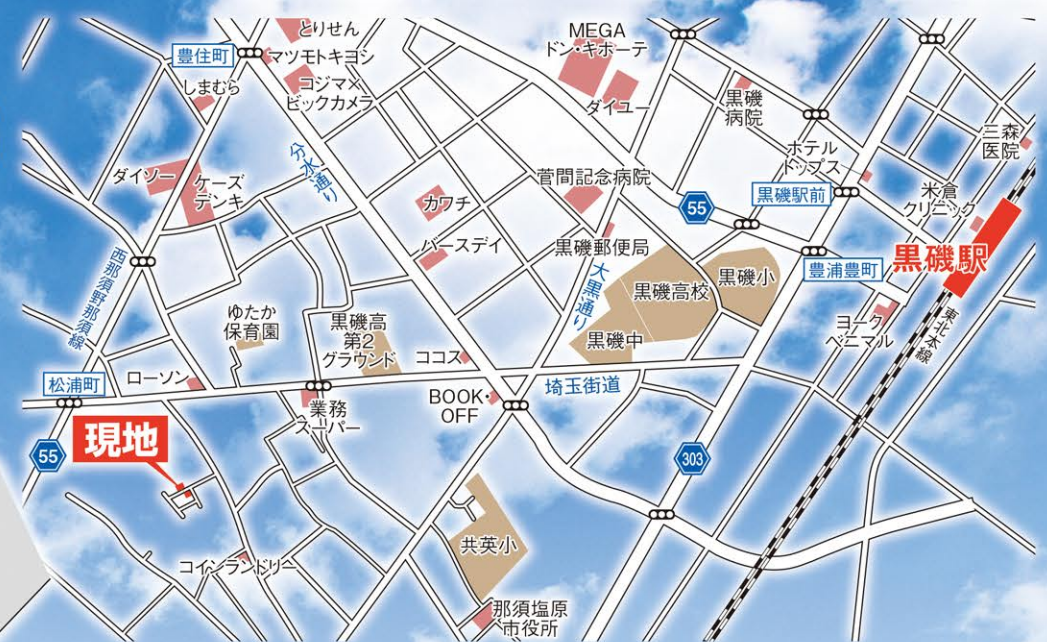 とりせん
豊住町
マツモトキヨシ
コジマ×
ビックカメラ
しまむら
MEGA
ドン・キホーテ
ダイユー
黒磯
病院
三森
医院
ホテル
トップス
黒磯駅前
米倉
クリニック
ダイソー
ケーズ
デンキ
分水通り
カワチ
菅間記念病院
55
バースデイ
黒磯郵便局
黒磯小
黒磯高校
豊浦豊町
黒磯駅
西那須野那須線
大黒通り
ゆたか
保育園
黒磯高
第2
グラウンド
黒磯中
ヨーク
ベニマル
東北本線
ココス
松浦町
ローソン
埼玉街道
BOOK・
OFF
業務
スーパー
現地
55
303
共英小
コインランドリー
那須塩原
市役所